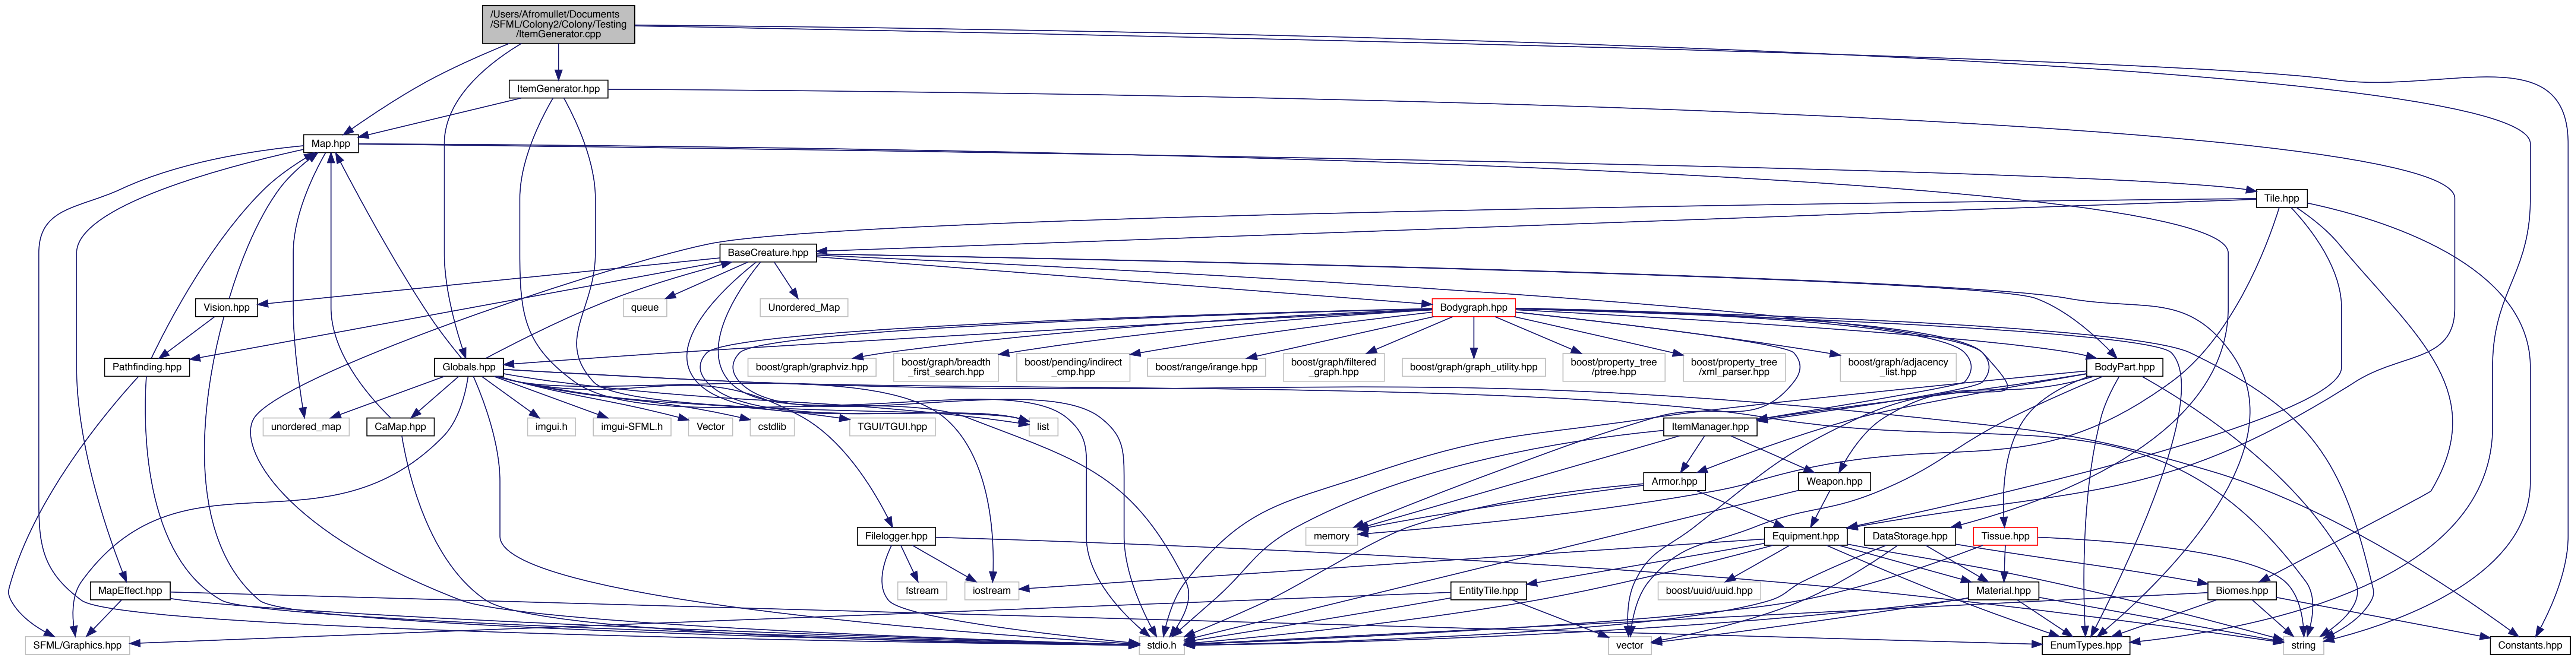 /Users/Afromullet/Documents
/SFML/Colony2/Colony/Testing
/ItemGenerator.cpp
ItemGenerator.hpp
Map.hpp
Tile.hpp
BaseCreature.hpp
Vision.hpp
queue
Unordered_Map
Bodygraph.hpp
Pathfinding.hpp
Globals.hpp
boost/graph/graphviz.hpp
boost/graph/breadth
_first_search.hpp
boost/pending/indirect
_cmp.hpp
boost/range/irange.hpp
boost/graph/filtered
_graph.hpp
boost/graph/graph_utility.hpp
boost/property_tree
/ptree.hpp
boost/property_tree
/xml_parser.hpp
boost/graph/adjacency
_list.hpp
BodyPart.hpp
unordered_map
CaMap.hpp
imgui.h
imgui-SFML.h
Vector
cstdlib
TGUI/TGUI.hpp
list
ItemManager.hpp
Armor.hpp
Weapon.hpp
Filelogger.hpp
memory
Equipment.hpp
DataStorage.hpp
Tissue.hpp
MapEffect.hpp
fstream
iostream
EntityTile.hpp
boost/uuid/uuid.hpp
Material.hpp
Biomes.hpp
SFML/Graphics.hpp
stdio.h
vector
EnumTypes.hpp
string
Constants.hpp